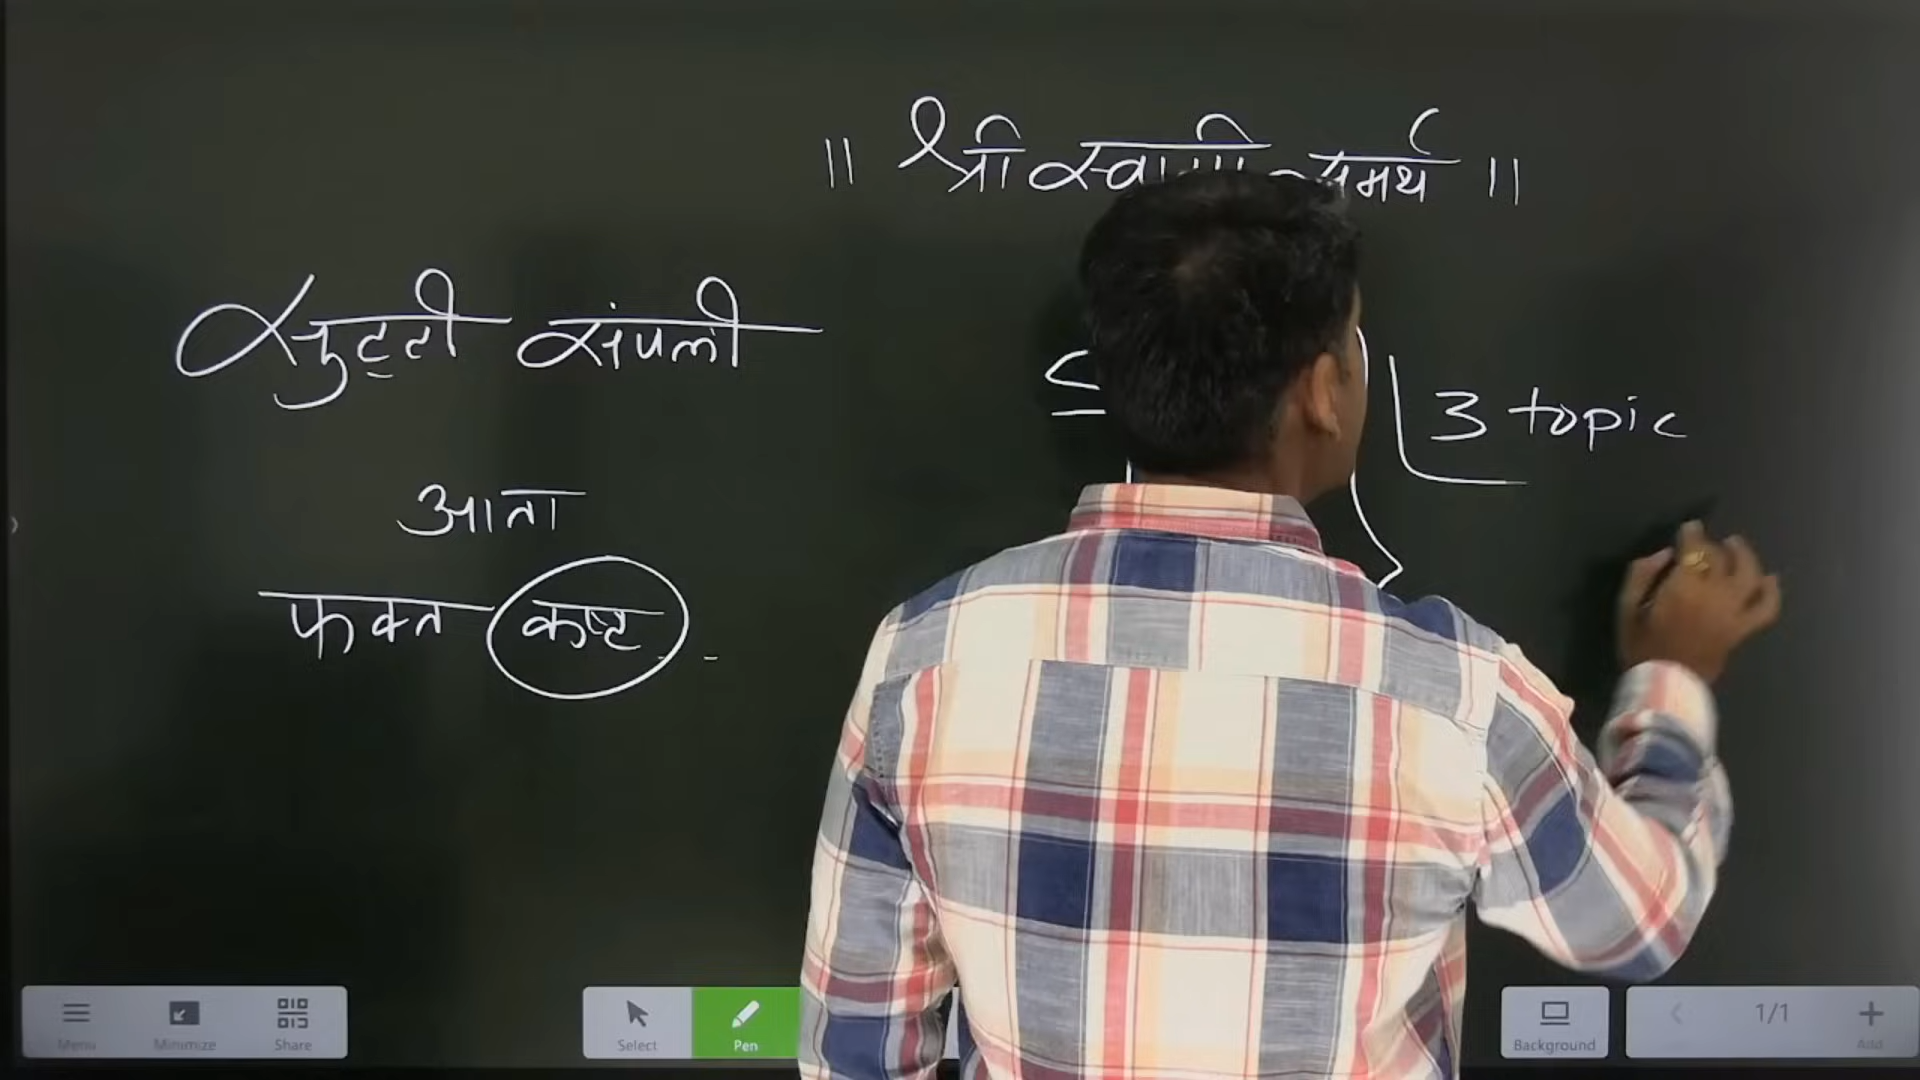 || श्री स्वामी समर्थ ||
सुट्टी संपली
आता
फक्त कष्ट . .
3 topic
Menu
Minimize
Share
Select
Pen
Background
1/1
Add